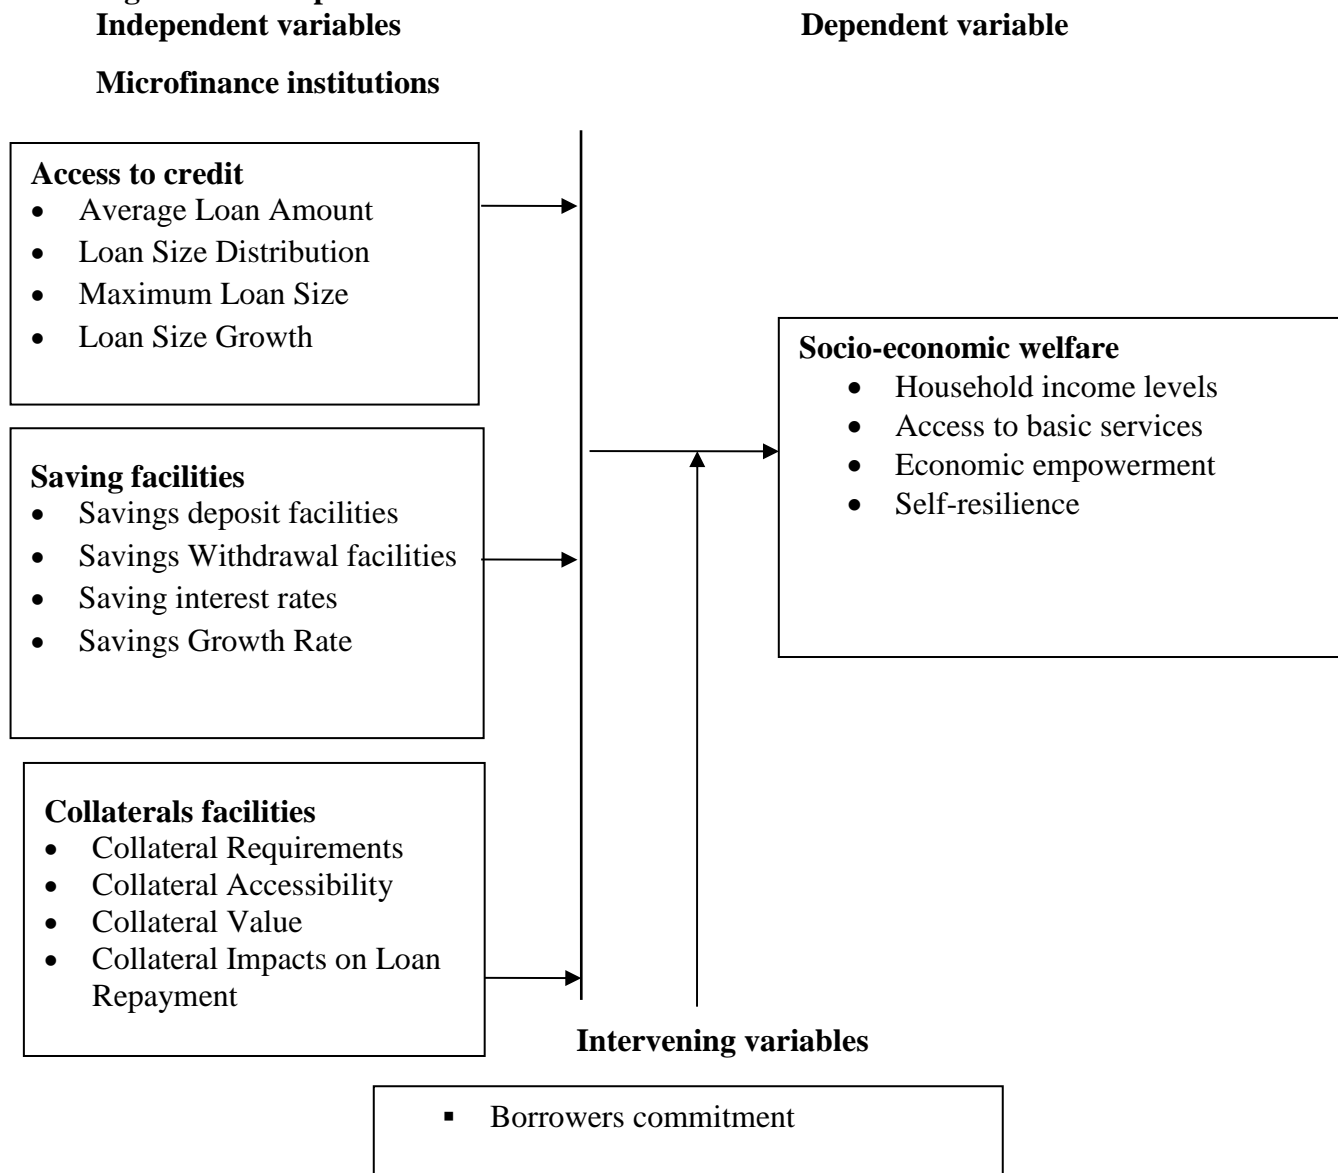 Independent variables
Dependent variable
Microfinance institutions
Access to credit
• Average Loan Amount
• Loan Size Distribution
• Maximum Loan Size
• Loan Size Growth
Saving facilities
• Savings deposit facilities
• Savings Withdrawal facilities
• Saving interest rates
• Savings Growth Rate
Collaterals facilities
• Collateral Requirements
• Collateral Accessibility
• Collateral Value
• Collateral Impacts on Loan
Repayment
Socio-economic welfare
• Household income levels
• Access to basic services
• Economic empowerment
• Self-resilience
Intervening variables
▪ Borrowers commitment